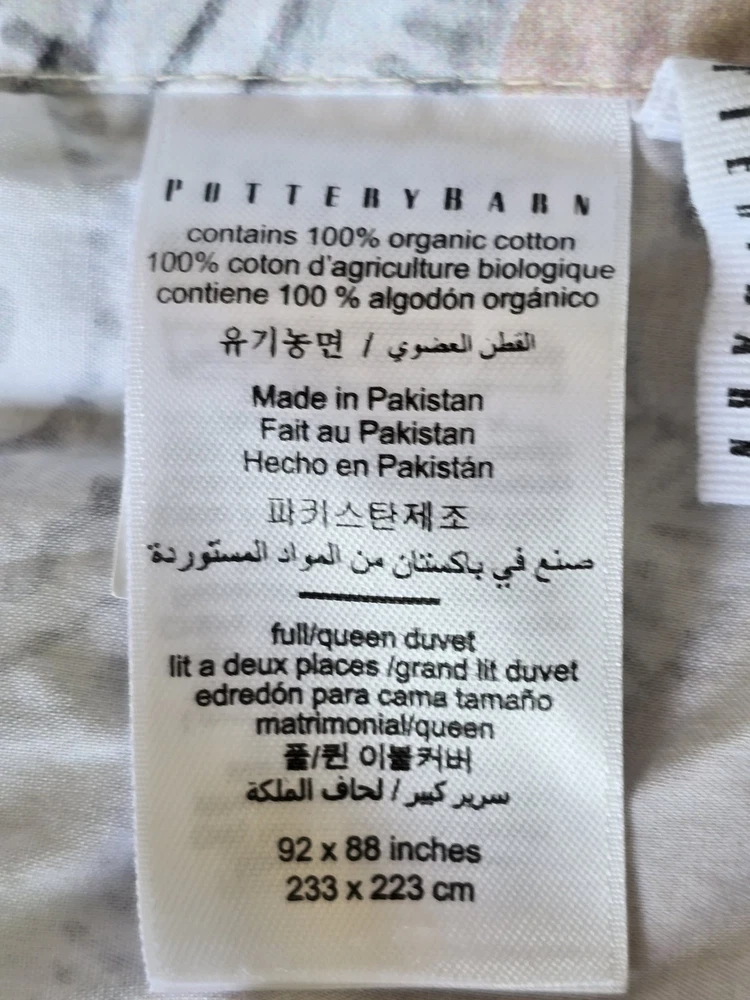 POTTERYBARN
contains 100% organic cotton
100% coton d'agriculture biologique
contiene 100 % algodón orgánico
유기농면 / القطن العضوي
Made in Pakistan
Fait au Pakistan
Hecho en Pakistán
파키스탄제조
صنع في باكستان من المواد المستوردة
full/queen duvet
lit a deux places /grand lit duvet
edredón para cama tamaño
matrimonial/queen
풀/퀸 이불커버
سرير كبير / لحاف الملكة
92 x 88 inches
233 x 223 cm